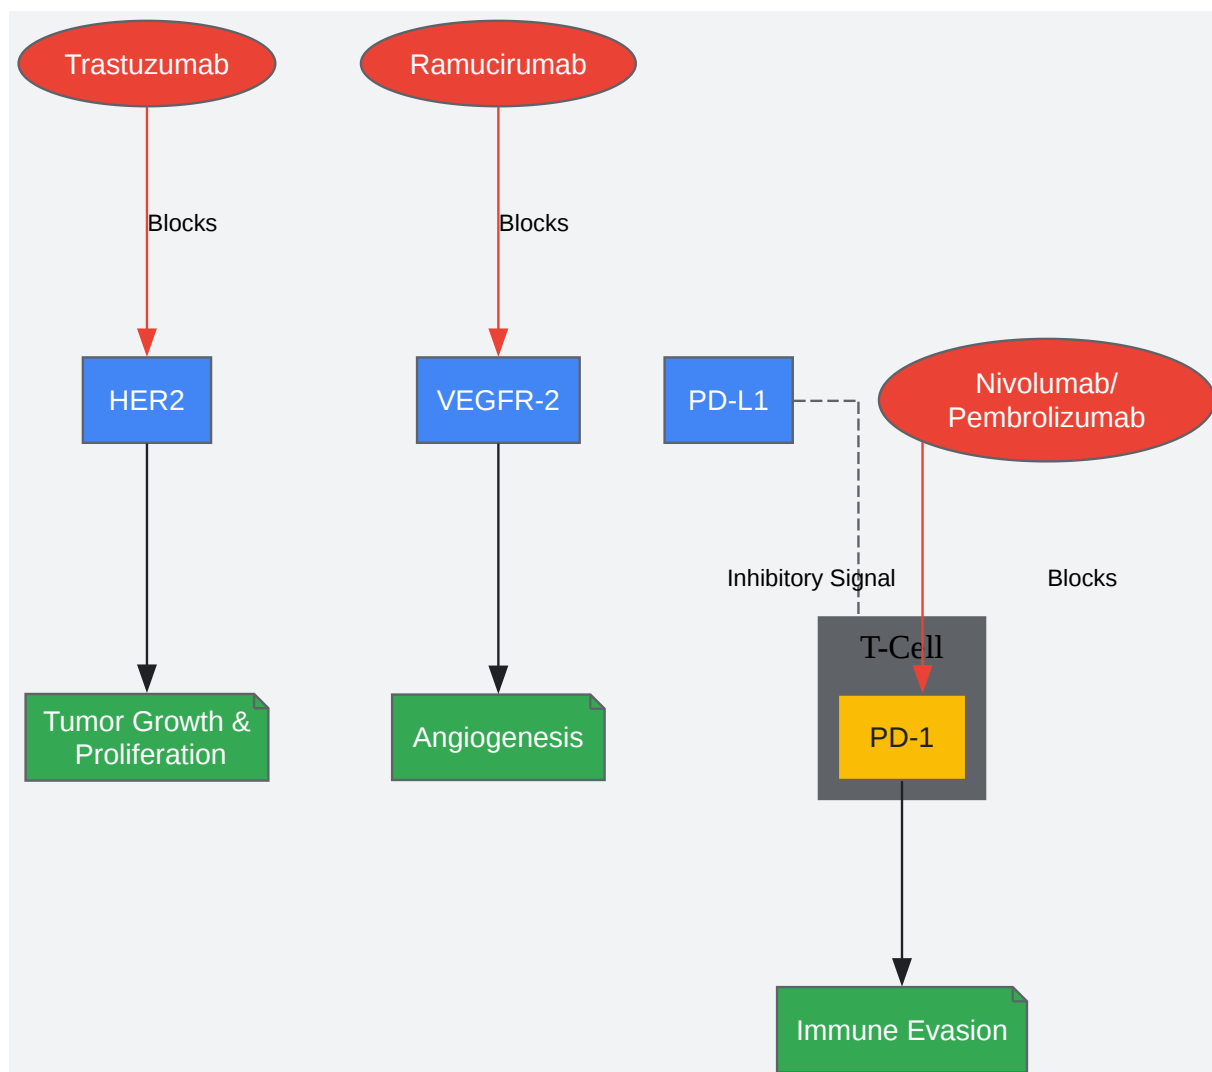 Trastuzumab
Ramucirumab
Blocks
Blocks
HER2
VEGFR-2
PD-L1
Nivolumab/
Pembrolizumab
Inhibitory Signal
Blocks
T-Cell
Tumor Growth &
Proliferation
Angiogenesis
PD-1
Immune Evasion